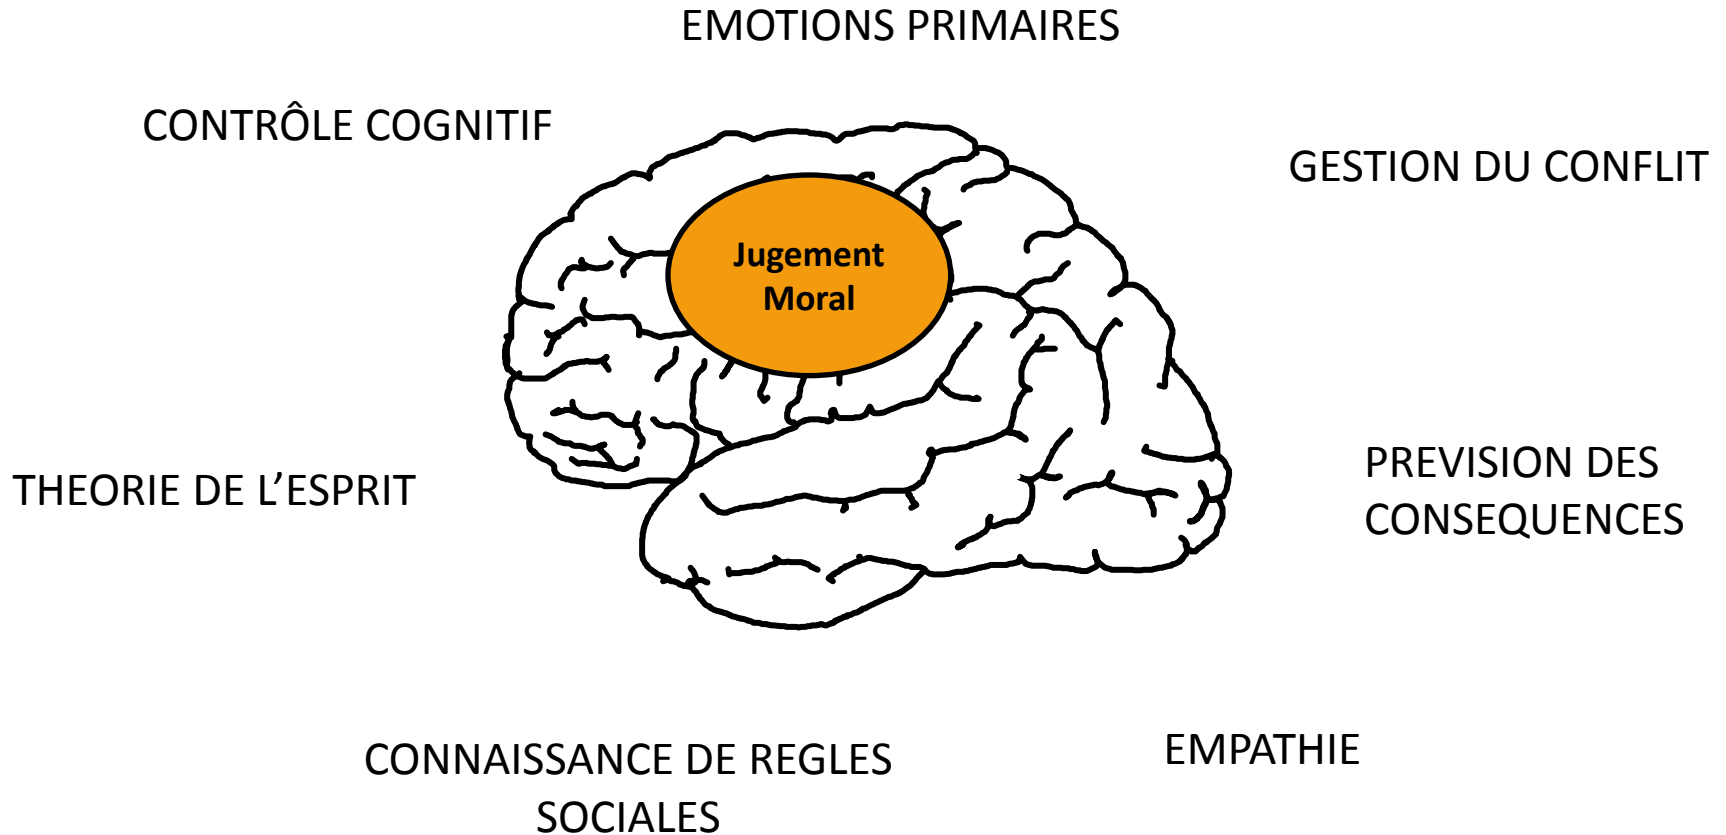 EMOTIONS PRIMAIRES
CONTRÔLE COGNITIF
GESTION DU CONFLIT
Jugement
Moral
THEORIE DE L’ESPRIT
PREVISION DES
CONSEQUENCES
CONNAISSANCE DE REGLES
SOCIALES
EMPATHIE